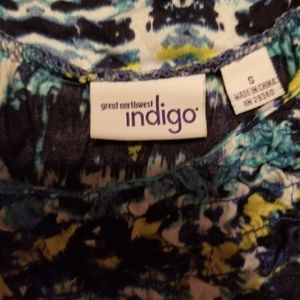 great northwest
indigo
S
MADE IN CHINA
RN 29380